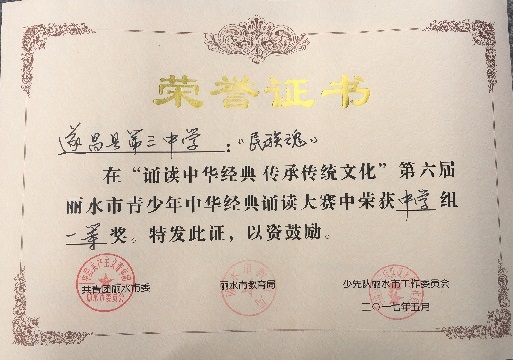 荣誉证书
遂昌县第三中学：《民族魂》
在“诵读中华经典 传承传统文化”第六届
丽水市青少年中华经典诵读大赛中荣获中学组
一等奖。特发此证，以资鼓励。
共青团丽水市委 丽水市教育局 少先队丽水市工作委员会
二〇一七年五月